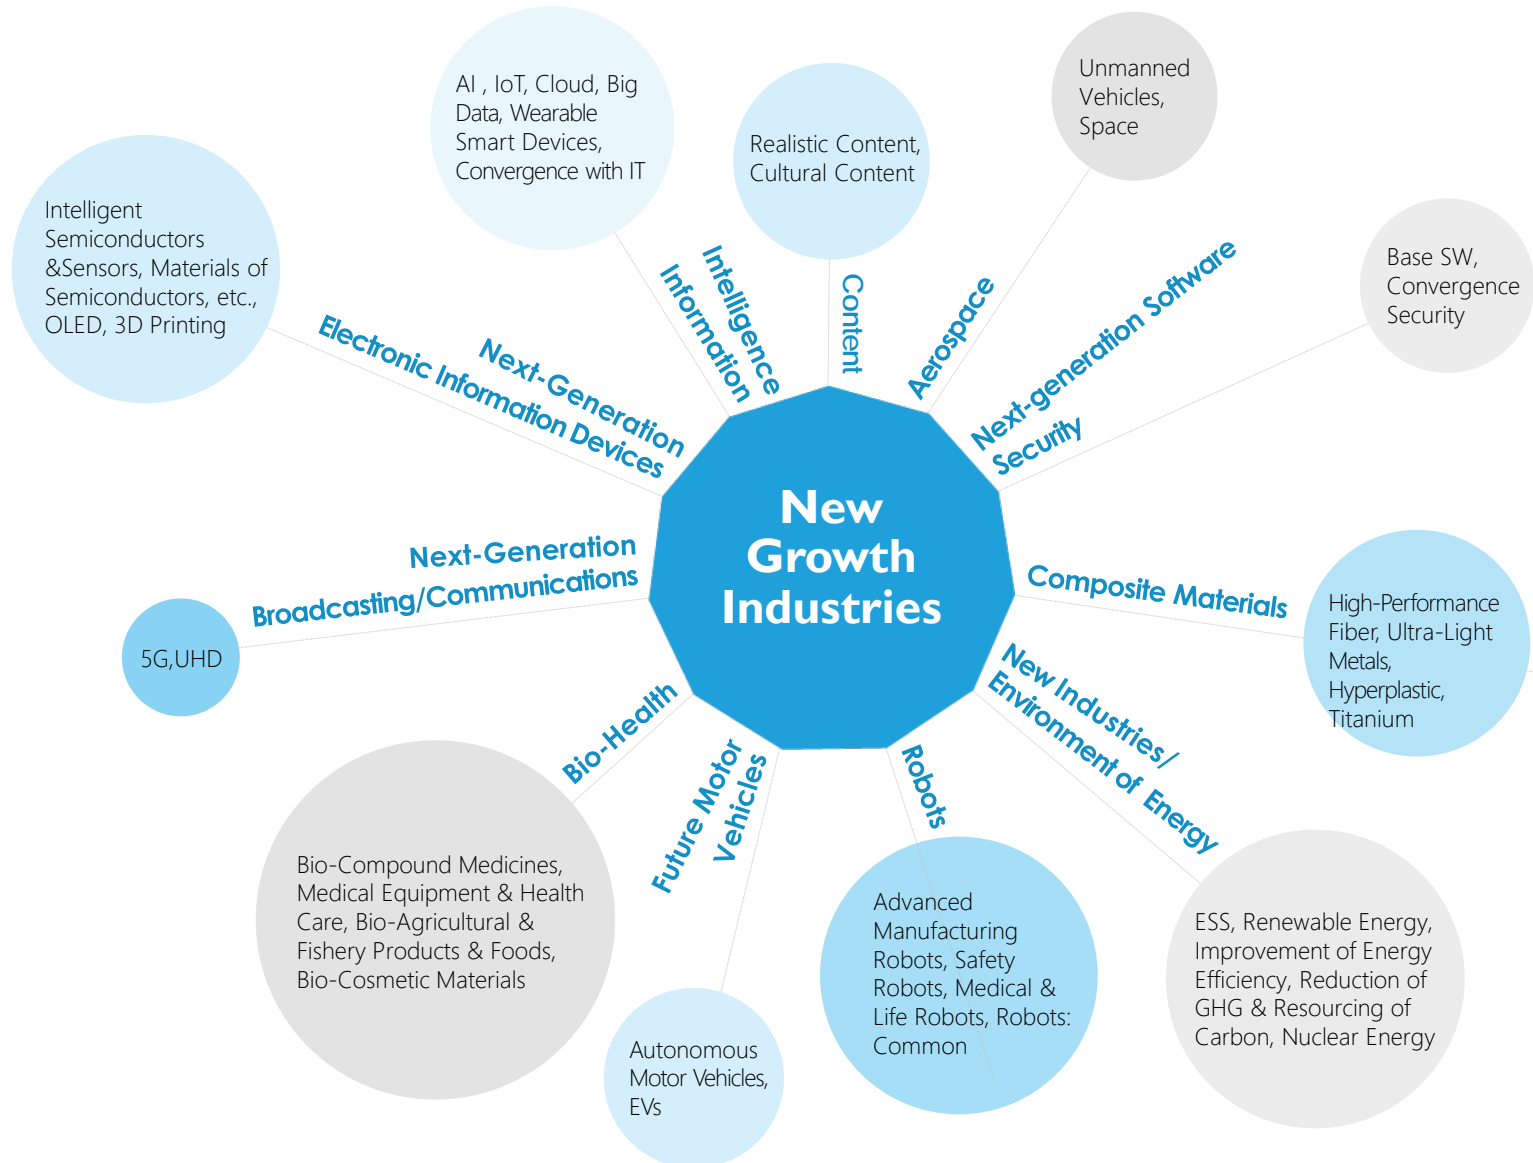 New
Growth
Industries
Content
Realistic Content,
Cultural Content
Aerospace
Unmanned
Vehicles,
Space
Next-generation Software
Security
Base SW,
Convergence
Security
Composite Materials
High-Performance
Fiber, Ultra-Light
Metals,
Hyperplastic,
Titanium
New Industries/
Environment of Energy
ESS, Renewable Energy,
Improvement of Energy
Efficiency, Reduction of
GHG & Resourcing of
Carbon, Nuclear Energy
Robots
Advanced
Manufacturing
Robots, Safety
Robots, Medical &
Life Robots, Robots:
Common
Future Motor
Vehicles
Autonomous
Motor Vehicles,
EVs
Bio-Health
Bio-Compound Medicines,
Medical Equipment & Health
Care, Bio-Agricultural &
Fishery Products & Foods,
Bio-Cosmetic Materials
Next-Generation
Broadcasting/Communications
5G,UHD
Next-Generation
Electronic Information Devices
Intelligent
Semiconductors
&Sensors, Materials of
Semiconductors, etc.,
OLED, 3D Printing
Intelligence
Information
AI , IoT, Cloud, Big
Data, Wearable
Smart Devices,
Convergence with IT